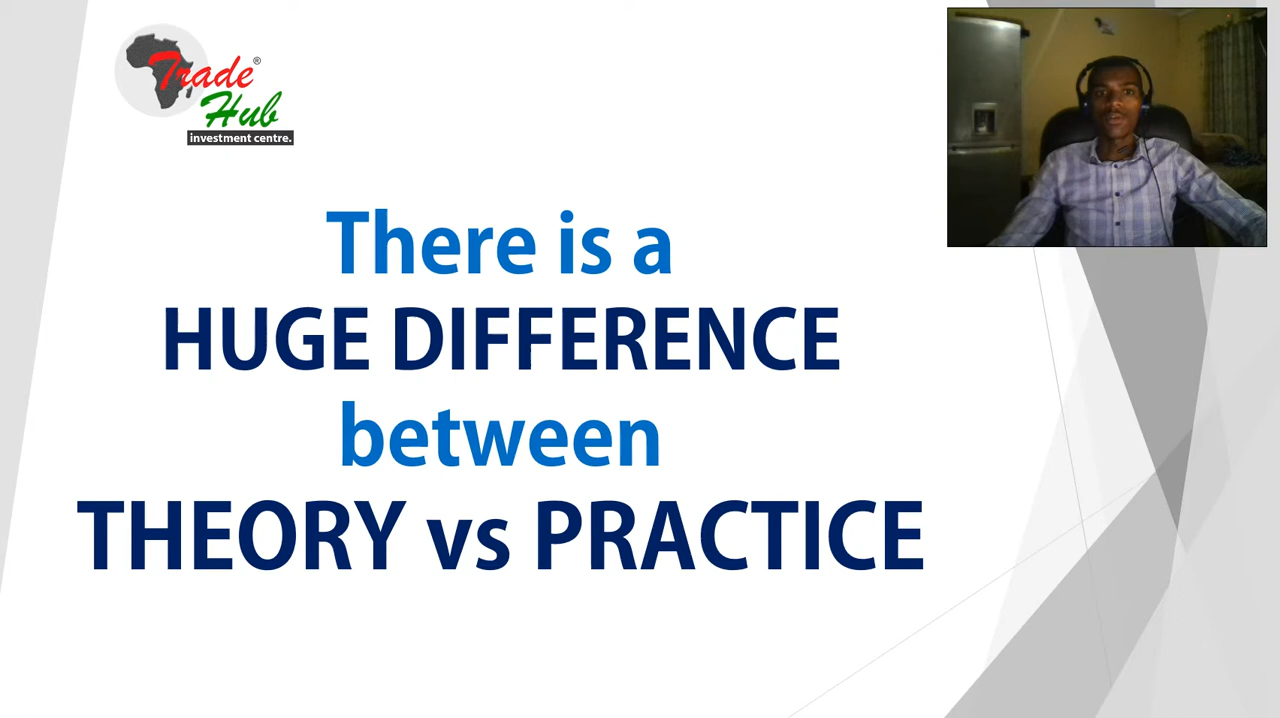 Trade®
Hub
investment centre.
There is a
HUGE DIFFERENCE
between
THEORY vs PRACTICE